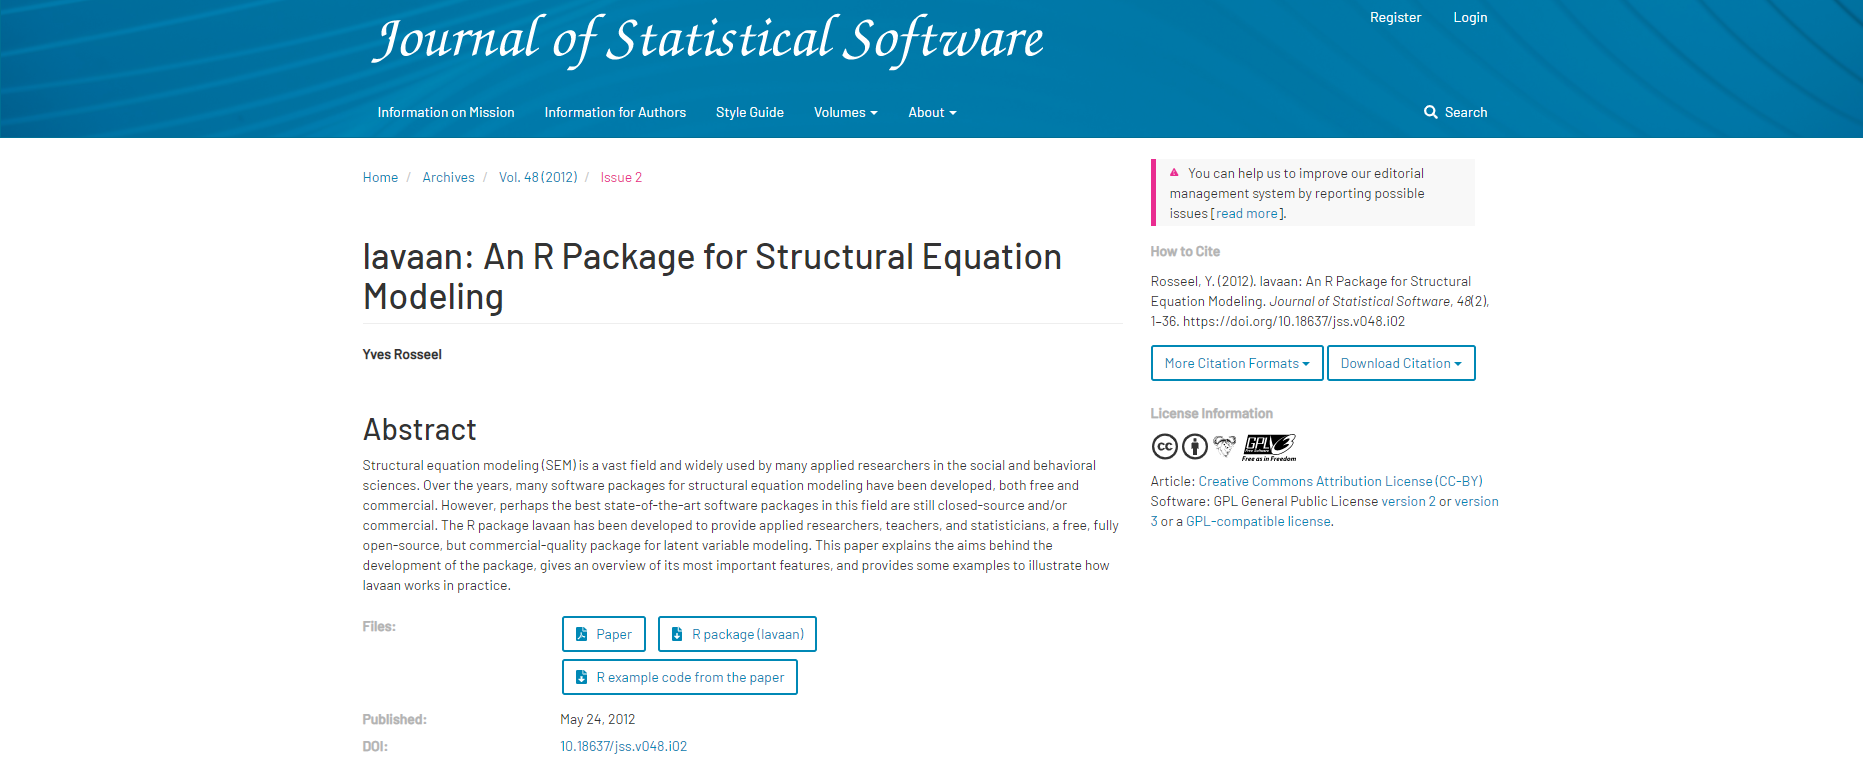 Journal of Statistical Software
Register Login
Information on Mission Information for Authors Style Guide Volumes About Search
Home / Archives / Vol. 48 (2012) / Issue 2
lavaan: An R Package for Structural Equation
Modeling
Yves Rosseel
Abstract
Structural equation modeling (SEM) is a vast field and widely used by many applied researchers in the social and behavioral
sciences. Over the years, many software packages for structural equation modeling have been developed, both free and
commercial. However, perhaps the best state-of-the-art software packages in this field are still closed-source and/or
commercial. The R package lavaan has been developed to provide applied researchers, teachers, and statisticians, a free, fully
open-source, but commercial-quality package for latent variable modeling. This paper explains the aims behind the
development of the package, gives an overview of its most important features, and provides some examples to illustrate how
lavaan works in practice.
Files:
Paper R package (lavaan)
R example code from the paper
Published: May 24, 2012
DOI: 10.18637/jss.v048.i02
You can help us to improve our editorial
management system by reporting possible
issues [read more].
How to Cite
Rosseel, Y. (2012). lavaan: An R Package for Structural
Equation Modeling. Journal of Statistical Software, 48(2),
1–36. https://doi.org/10.18637/jss.v048.i02
More Citation Formats Download Citation
License Information
cc GPLv3
Free Software
Free as in Freedom
Article: Creative Commons Attribution License (CC-BY)
Software: GPL General Public License version 2 or version
3 or a GPL-compatible license.